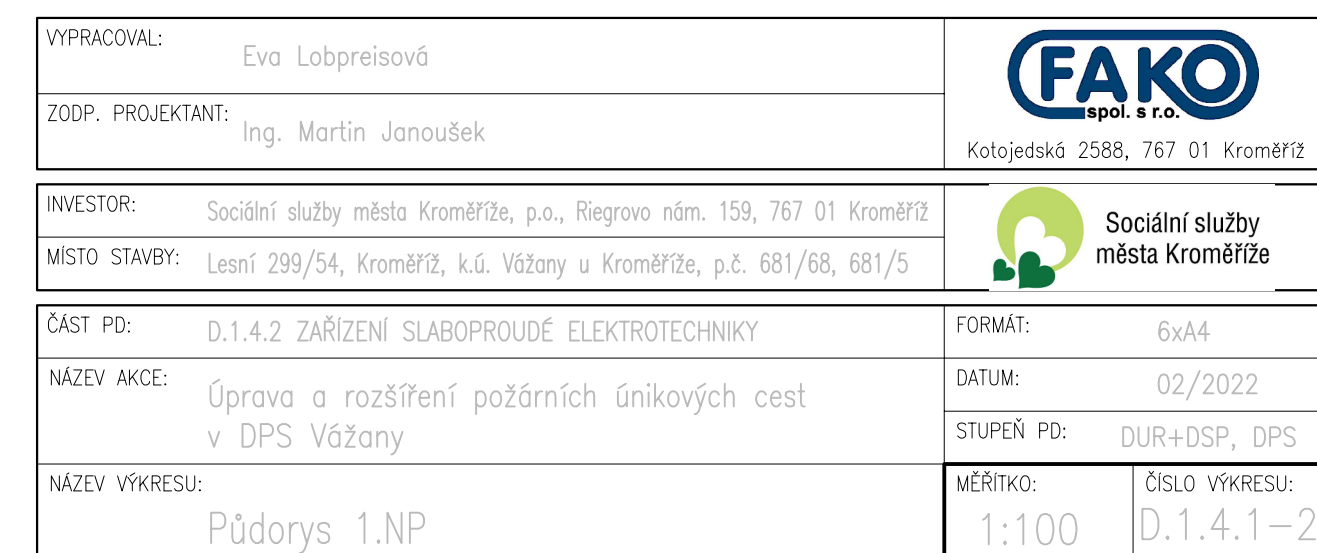 VYPRACOVAL:
Eva Lobpreisová
ZODP. PROJEKTANT:
Ing. Martin Janoušek
FAKO
spol. s r.o.
Kotojedská 2588, 767 01 Kroměříž
INVESTOR:
Sociální služby města Kroměříže, p.o., Riegrovo nám. 159, 767 01 Kroměříž
MÍSTO STAVBY:
Lesní 299/54, Kroměříž, k.ú. Vážany u Kroměříže, p.č. 681/68, 681/5
Sociální služby
města Kroměříže
ČÁST PD:
D.1.4.2 ZAŘÍZENÍ SLABOPROUDÉ ELEKTROTECHNIKY
FORMÁT:
6xA4
NÁZEV AKCE:
Úprava a rozšíření požárních únikových cest
v DPS Vážany
DATUM:
02/2022
STUPEŇ PD:
DUR+DSP, DPS
NÁZEV VÝKRESU:
Půdorys 1.NP
MĚŘÍTKO:
1:100
ČÍSLO VÝKRESU:
D.1.4.1-2